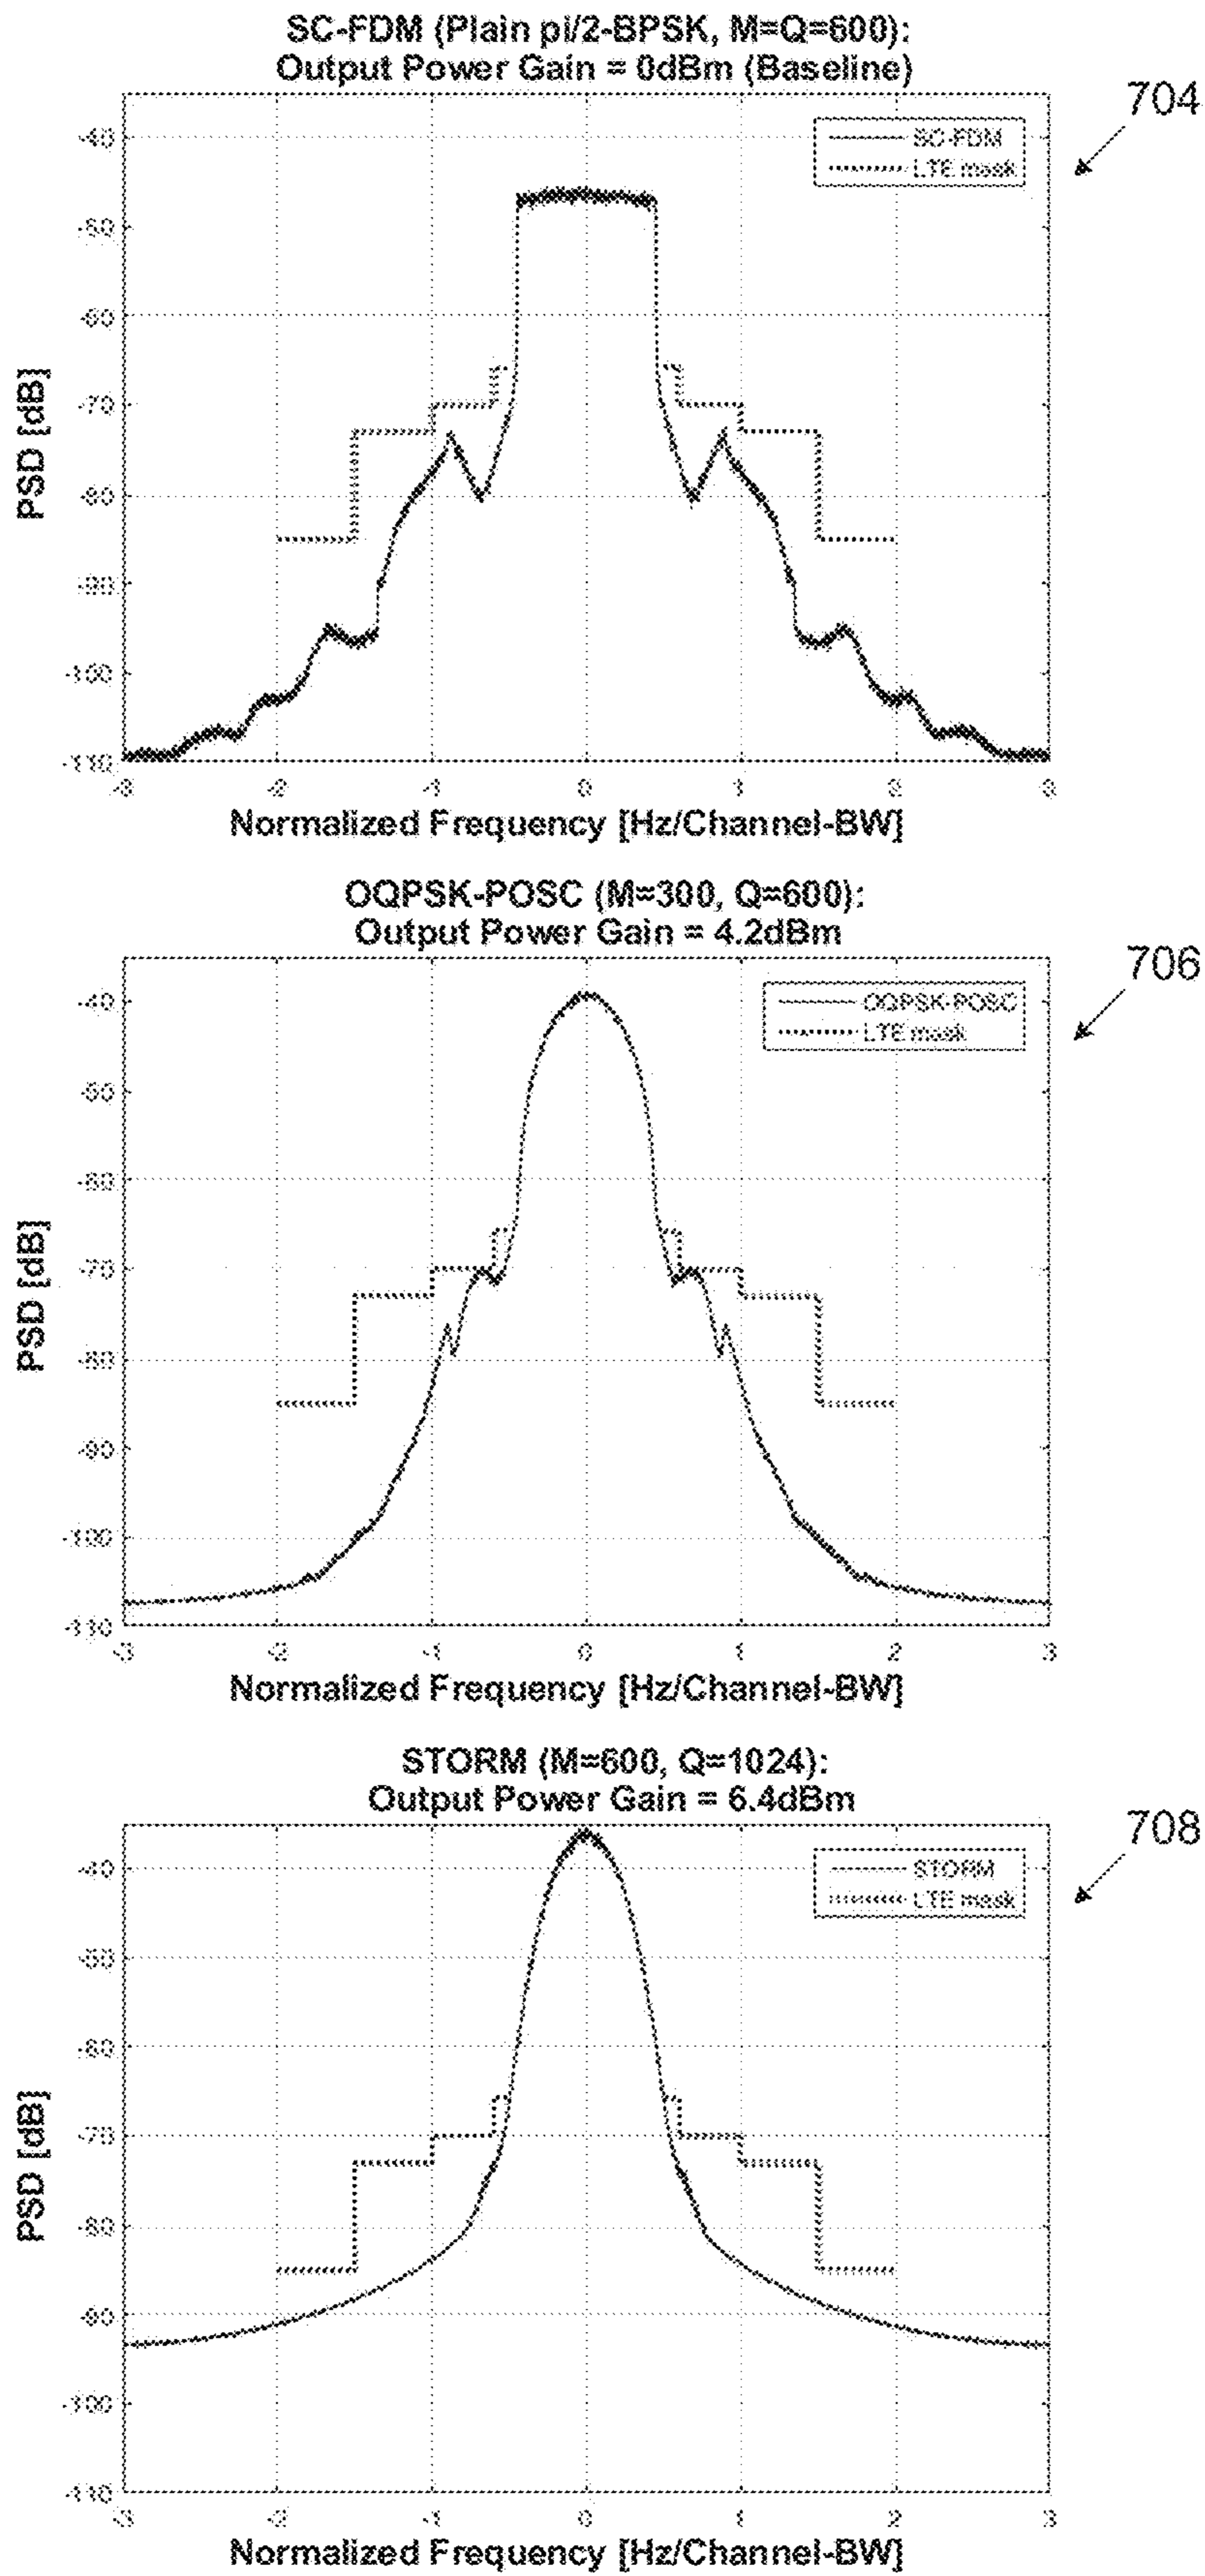 SC-FDM (Plain pi/2-BPSK, M=Q=600):
Output Power Gain = 0dBm (Baseline)
704
SC-FDM
LTE mask
PSD [dB]
-40
-50
-60
-70
-80
-90
-100
-110
-3 -2 -1 0 1 2 3
Normalized Frequency [Hz/Channel-BW]
OQPSK-POSC (M=300, Q=600):
Output Power Gain = 4.2dBm
706
OQPSK-POSC
LTE mask
PSD [dB]
-40
-50
-60
-70
-80
-90
-100
-110
-3 -2 -1 0 1 2 3
Normalized Frequency [Hz/Channel-BW]
STORM (M=600, Q=1024):
Output Power Gain = 6.4dBm
708
STORM
LTE mask
PSD [dB]
-40
-50
-60
-70
-80
-90
-100
-110
-3 -2 -1 0 1 2 3
Normalized Frequency [Hz/Channel-BW]